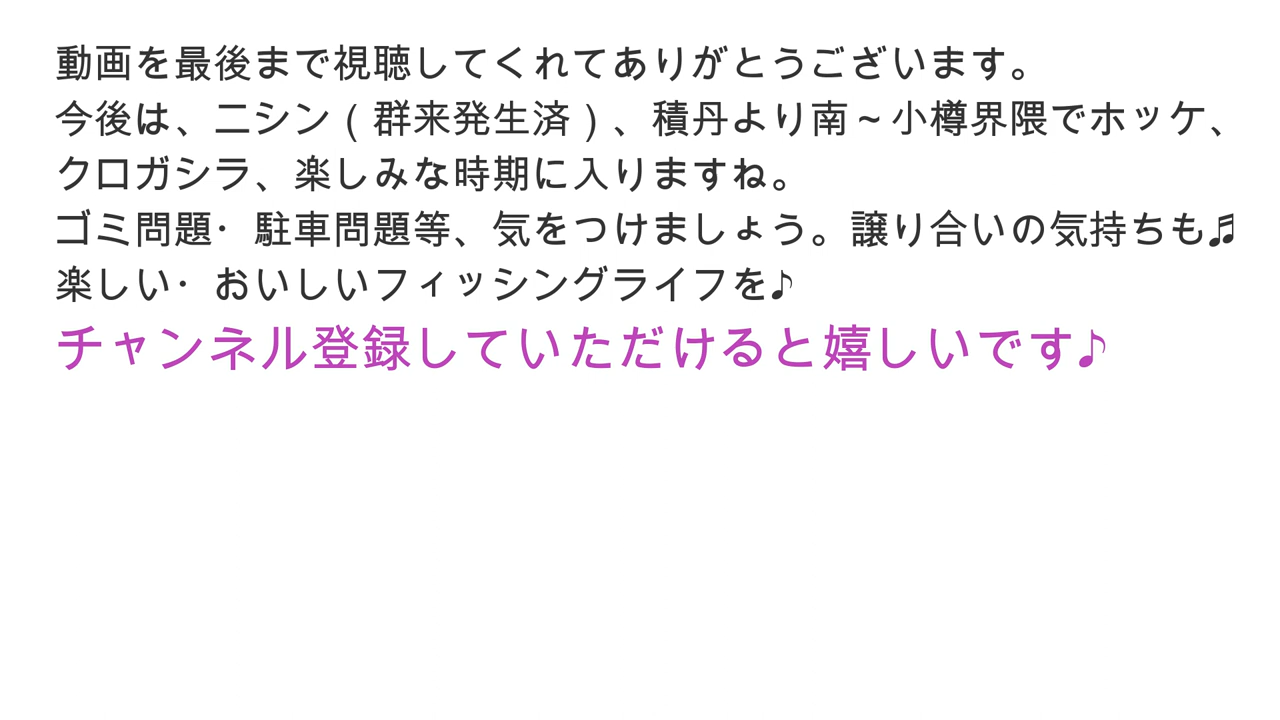 動画を最後まで視聴してくれてありがとうございます。
今後は、ニシン（群来発生済）、積丹より南～小樽界隈でホッケ、
クロガシラ、楽しみな時期に入りますね。
ゴミ問題・駐車問題等、気をつけましょう。譲り合いの気持ちも♬
楽しい・おいしいフィッシングライフを♪
チャンネル登録していただけると嬉しいです♪